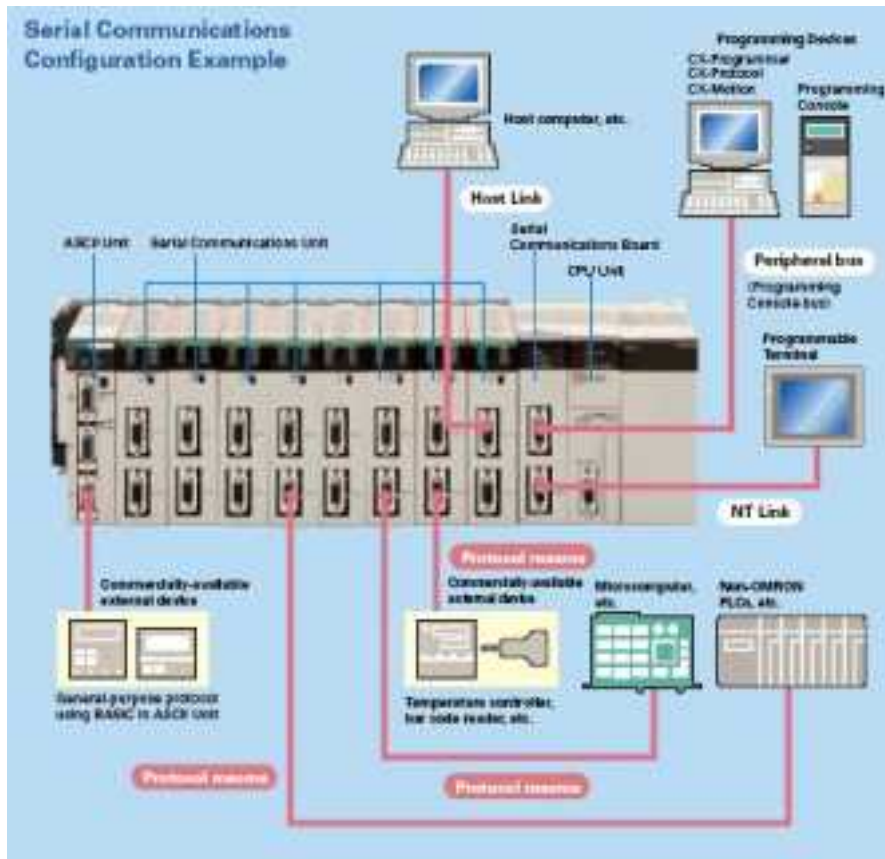 Serial Communications
Configuration Example
Programming Devices
CX-Programmer
CX-Protocol
CX-Motion
Programming
Console
Host computer, etc.
Host Link
ASCII Unit
Serial Communications Unit
Serial
Communications Board
CPU Unit
Peripheral bus
(Programming
Console bus)
Programmable
Terminal
NT Link
Protocol macros
Commercially-available
external device
Commercially available
external device
Microcomputer,
etc.
Non-OMRON
PLCs, etc.
General-purpose protocol
using BASIC in ASCII Unit
Temperature controller,
bar code reader, etc.
Protocol macros
Protocol macros